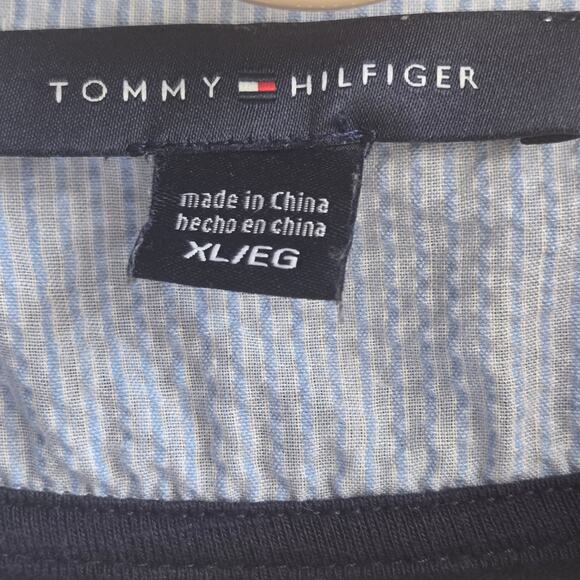 TOMMY HILFIGER
made in China
hecho en china
XL/EG